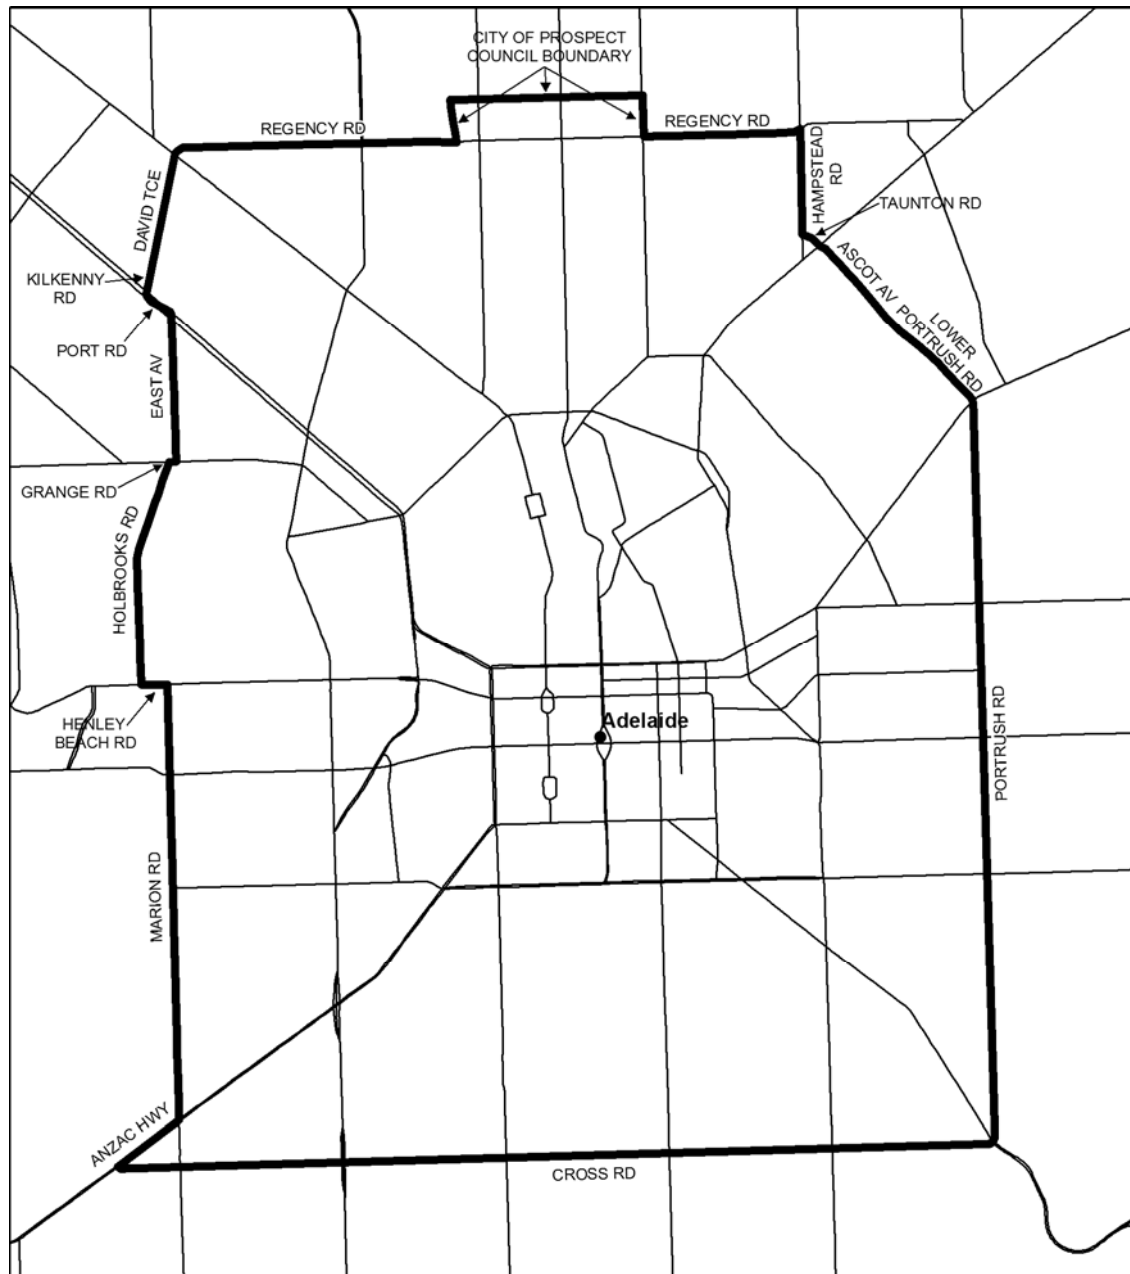 CITY OF PROSPECT
COUNCIL BOUNDARY
REGENCY RD
REGENCY RD
HAMPSTEAD
RD
TAUNTON RD
DAVID TCE
KILKENNY
RD
ASCOT AV
LOWER
PORTRUSH RD
PORT RD
EAST AV
GRANGE RD
HOLBROOKS RD
HENLEY
BEACH RD
Adelaide
PORTRUSH RD
MARION RD
ANZAC HWY
CROSS RD